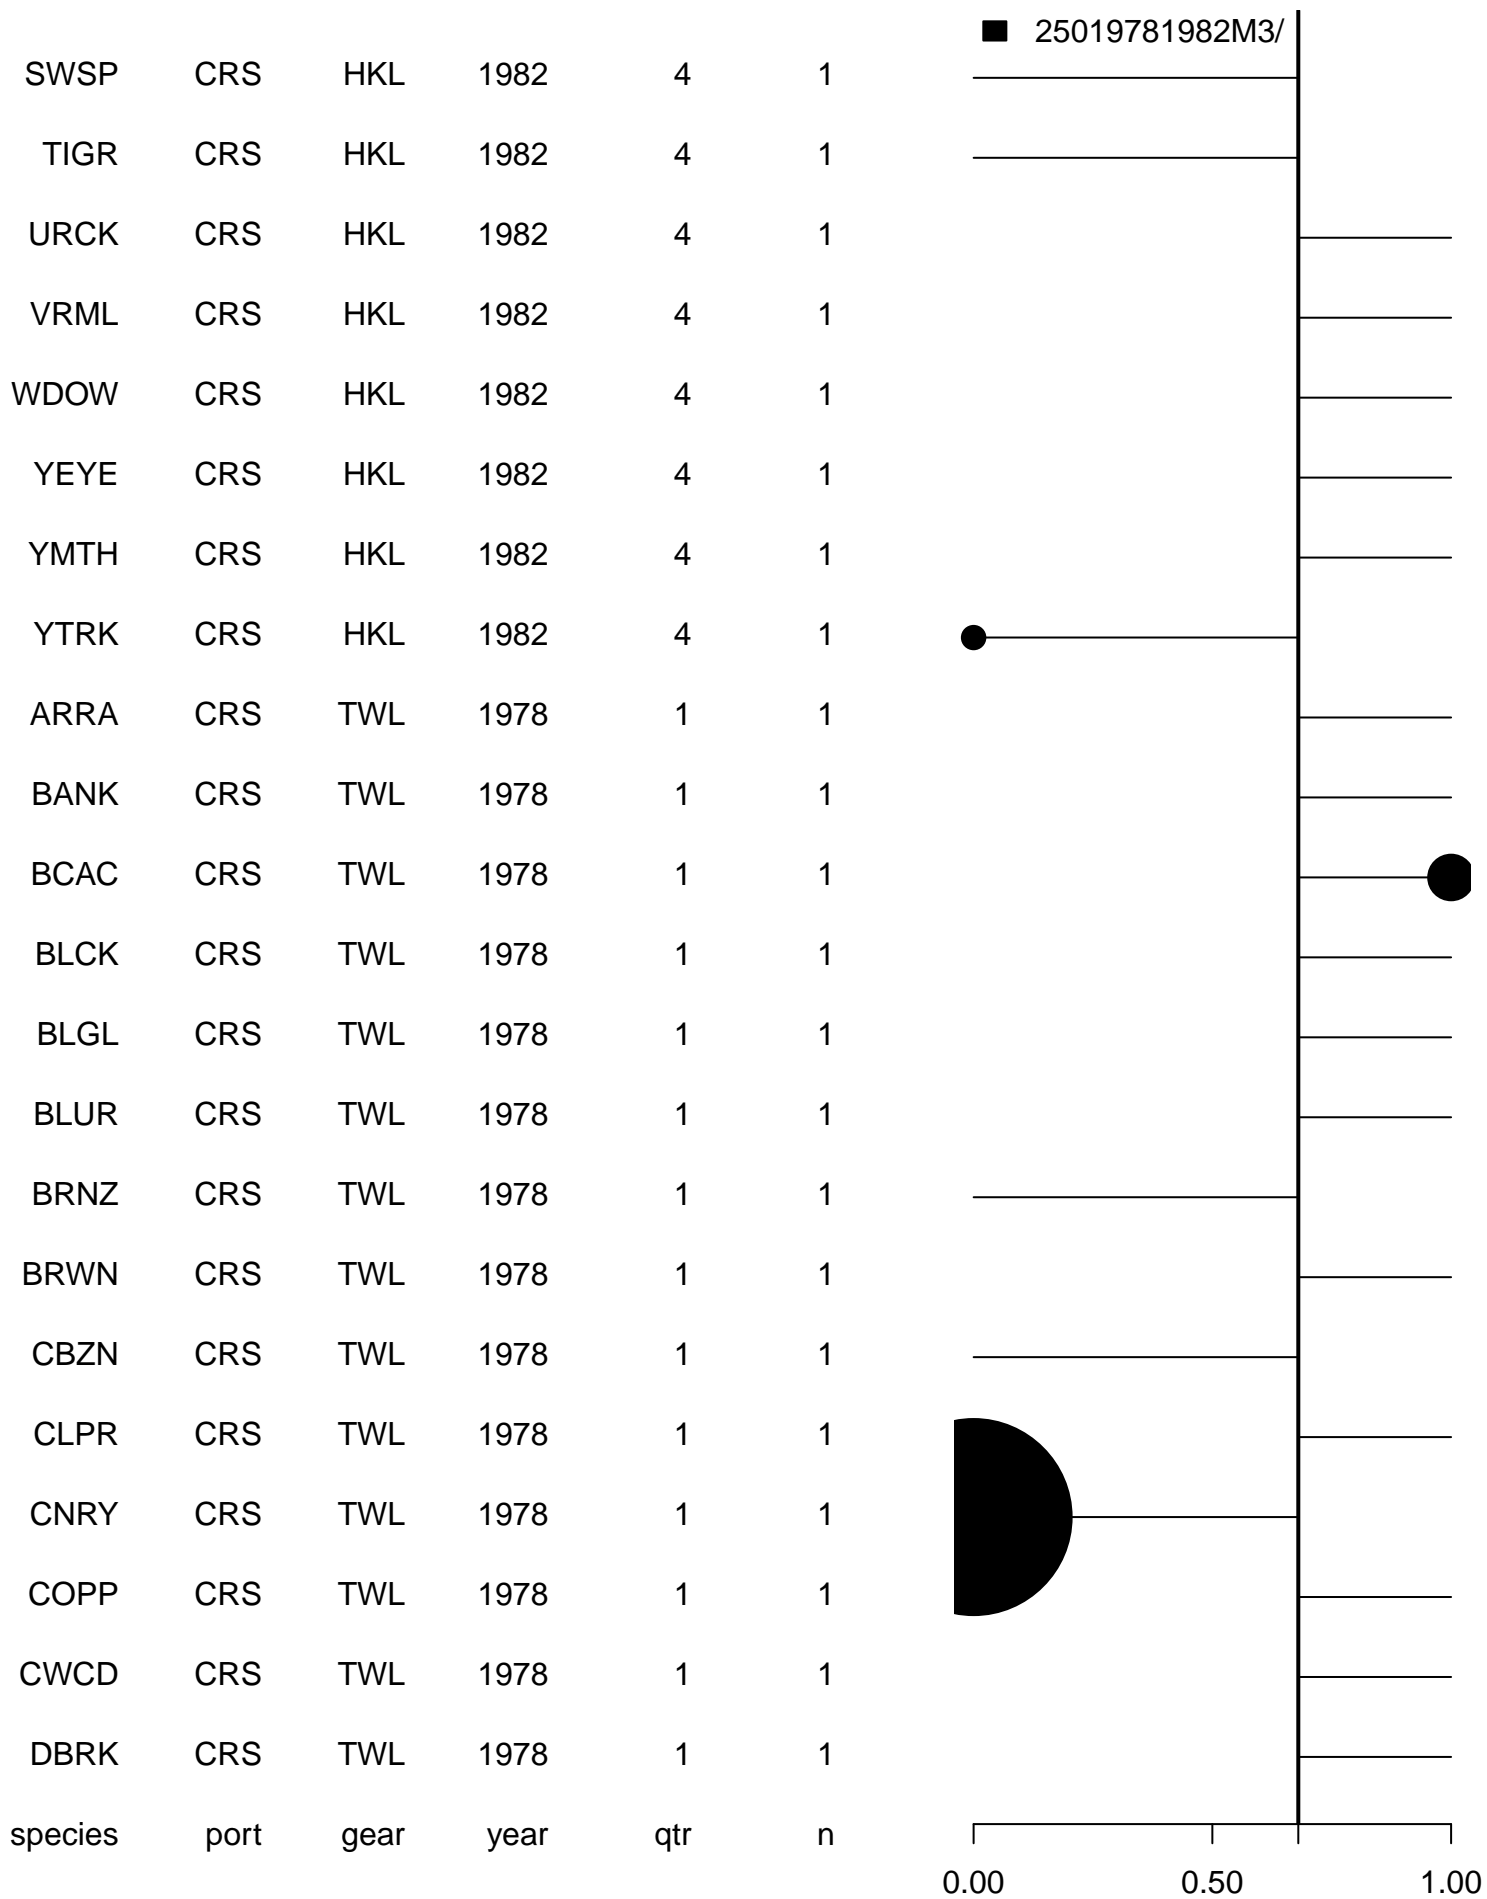 25019781982M3/
SWSP CRS HKL 1982 4 1
TIGR CRS HKL 1982 4 1
URCK CRS HKL 1982 4 1
VRML CRS HKL 1982 4 1
WDOW CRS HKL 1982 4 1
YEYE CRS HKL 1982 4 1
YMTH CRS HKL 1982 4 1
YTRK CRS HKL 1982 4 1
ARRA CRS TWL 1978 1 1
BANK CRS TWL 1978 1 1
BCAC CRS TWL 1978 1 1
BLCK CRS TWL 1978 1 1
BLGL CRS TWL 1978 1 1
BLUR CRS TWL 1978 1 1
BRNZ CRS TWL 1978 1 1
BRWN CRS TWL 1978 1 1
CBZN CRS TWL 1978 1 1
CLPR CRS TWL 1978 1 1
CNRY CRS TWL 1978 1 1
COPP CRS TWL 1978 1 1
CWCD CRS TWL 1978 1 1
DBRK CRS TWL 1978 1 1
species port gear year qtr n
0.00 0.50 1.00